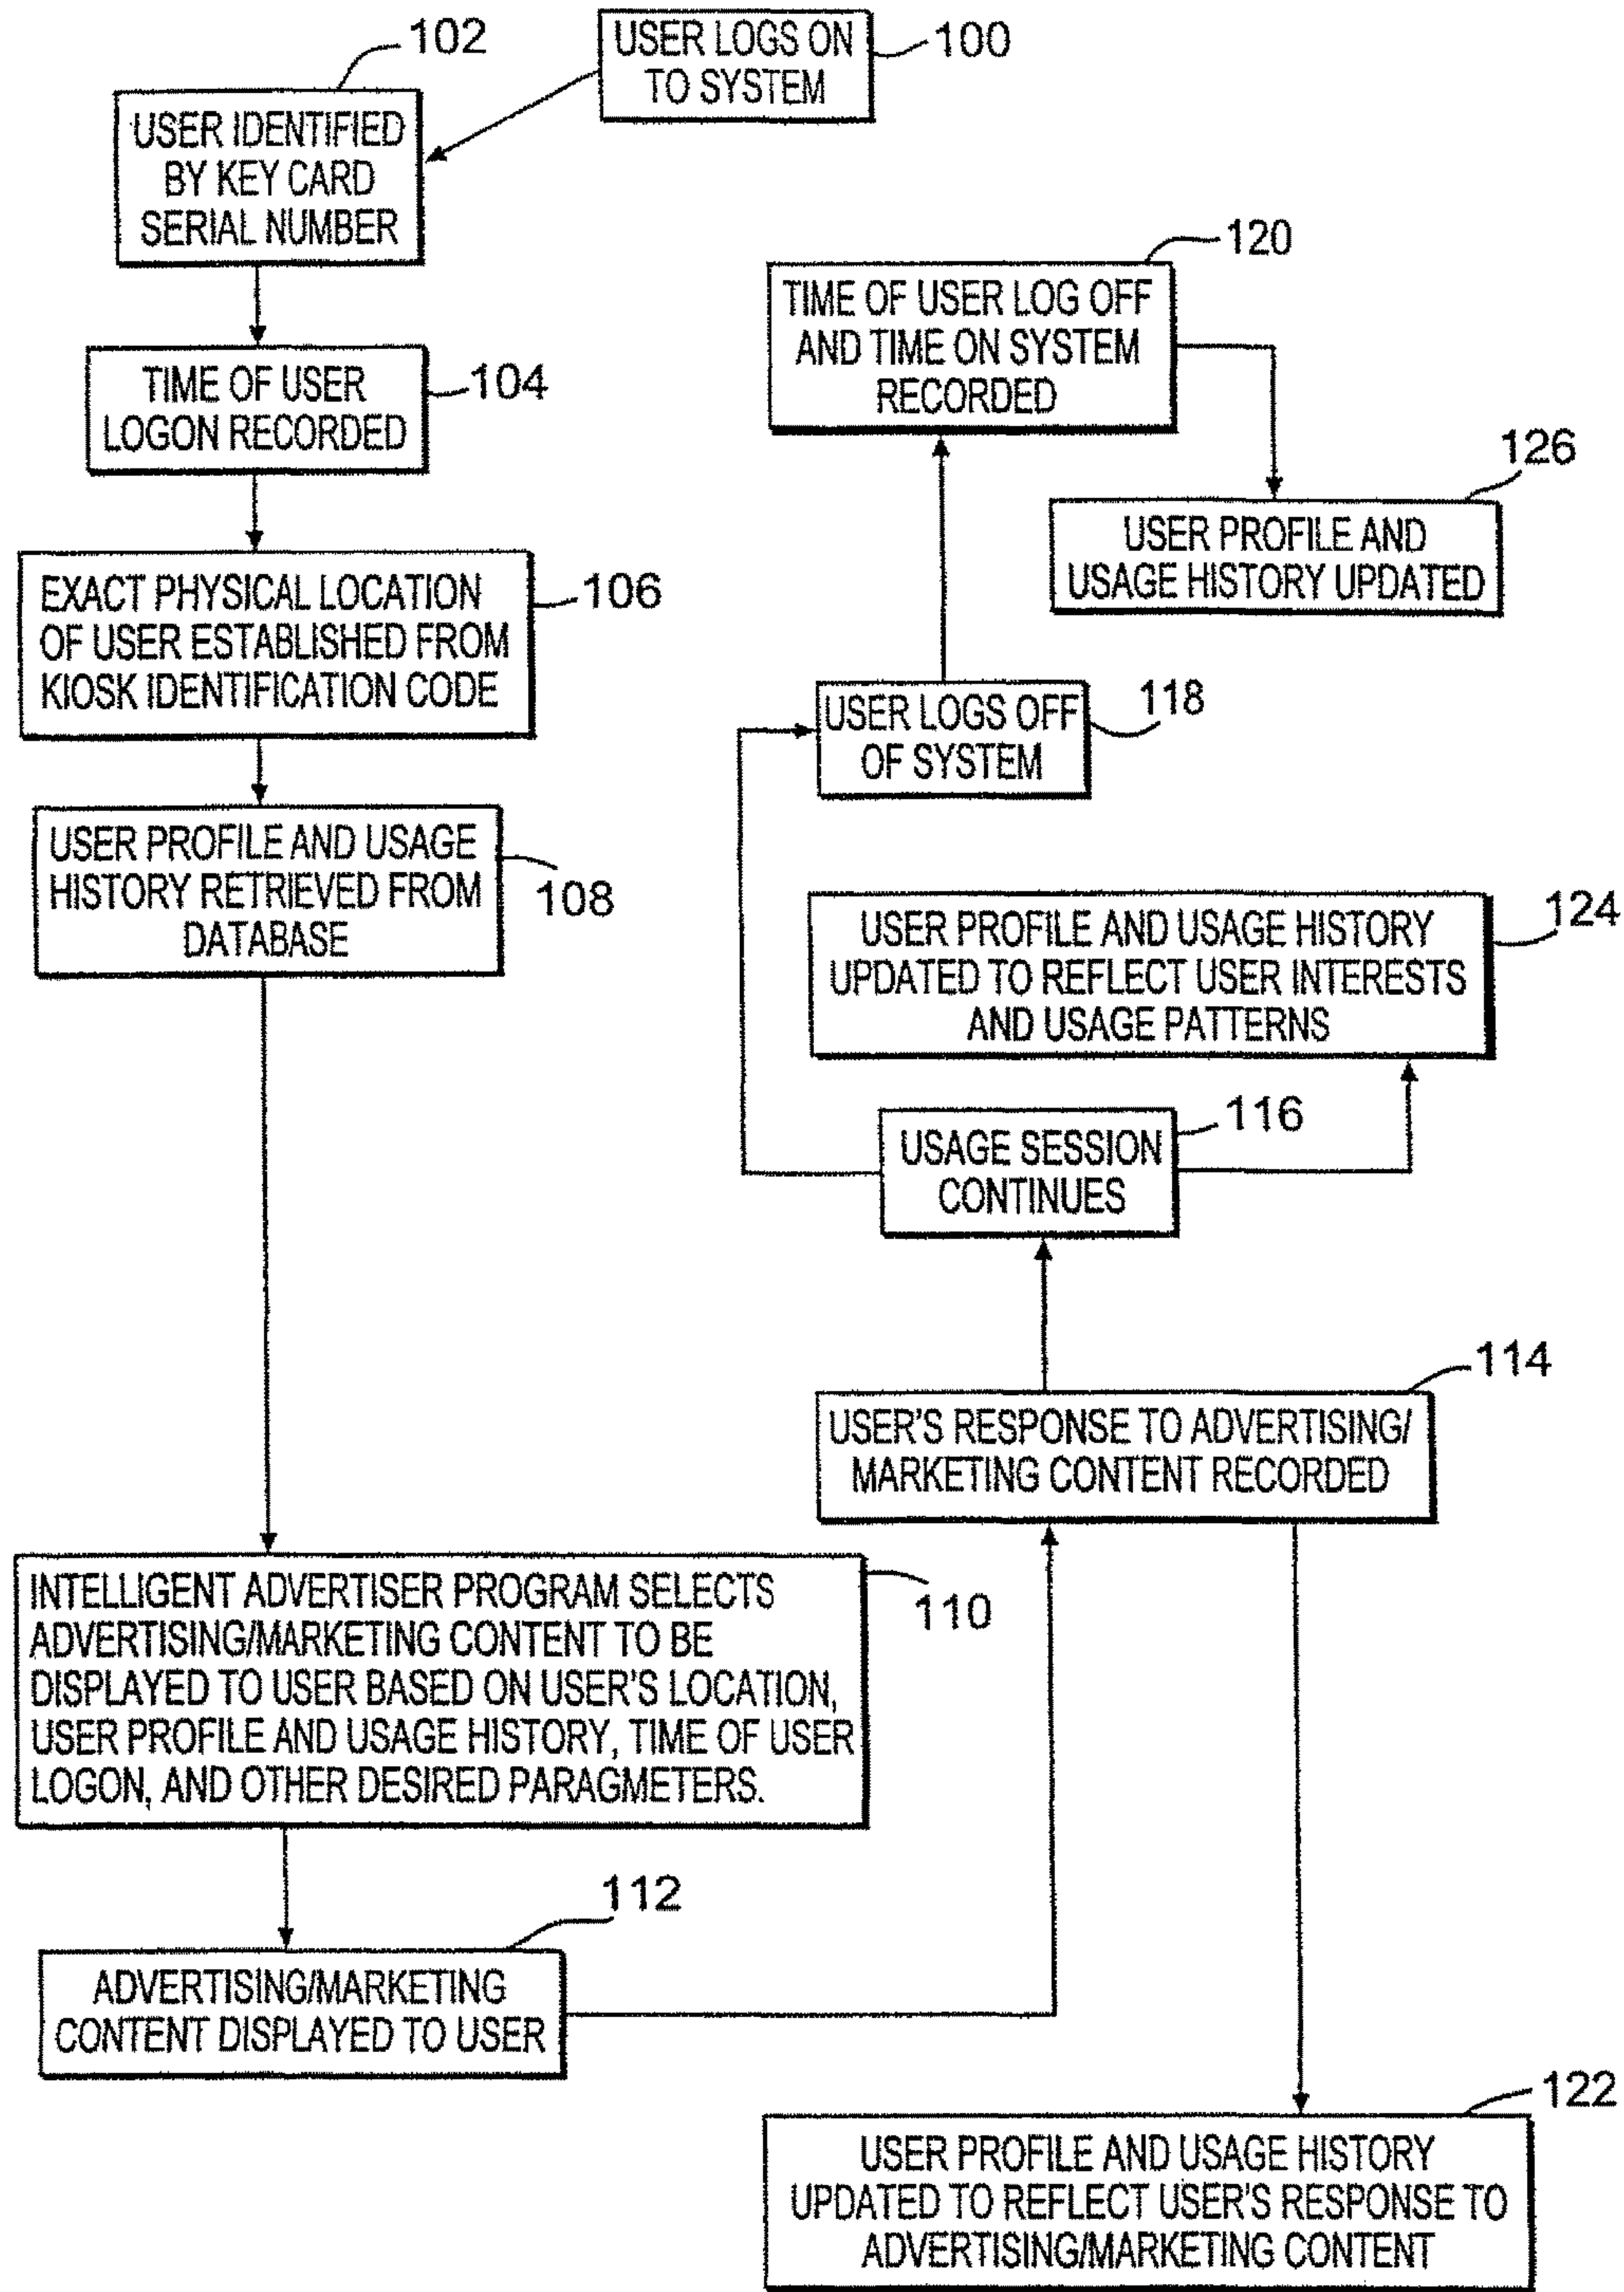 100
USER LOGS ON
TO SYSTEM
102
USER IDENTIFIED
BY KEY CARD
SERIAL NUMBER
104
TIME OF USER
LOGON RECORDED
106
EXACT PHYSICAL LOCATION
OF USER ESTABLISHED FROM
KIOSK IDENTIFICATION CODE
108
USER PROFILE AND USAGE
HISTORY RETRIEVED FROM
DATABASE
110
INTELLIGENT ADVERTISER PROGRAM SELECTS
ADVERTISING/MARKETING CONTENT TO BE
DISPLAYED TO USER BASED ON USER'S LOCATION,
USER PROFILE AND USAGE HISTORY, TIME OF USER
LOGON, AND OTHER DESIRED PARAGMETERS.
112
ADVERTISING/MARKETING
CONTENT DISPLAYED TO USER
114
USER'S RESPONSE TO ADVERTISING/
MARKETING CONTENT RECORDED
116
USAGE SESSION
CONTINUES
118
USER LOGS OFF
OF SYSTEM
120
TIME OF USER LOG OFF
AND TIME ON SYSTEM
RECORDED
126
USER PROFILE AND
USAGE HISTORY UPDATED
124
USER PROFILE AND USAGE HISTORY
UPDATED TO REFLECT USER INTERESTS
AND USAGE PATTERNS
122
USER PROFILE AND USAGE HISTORY
UPDATED TO REFLECT USER'S RESPONSE TO
ADVERTISING/MARKETING CONTENT